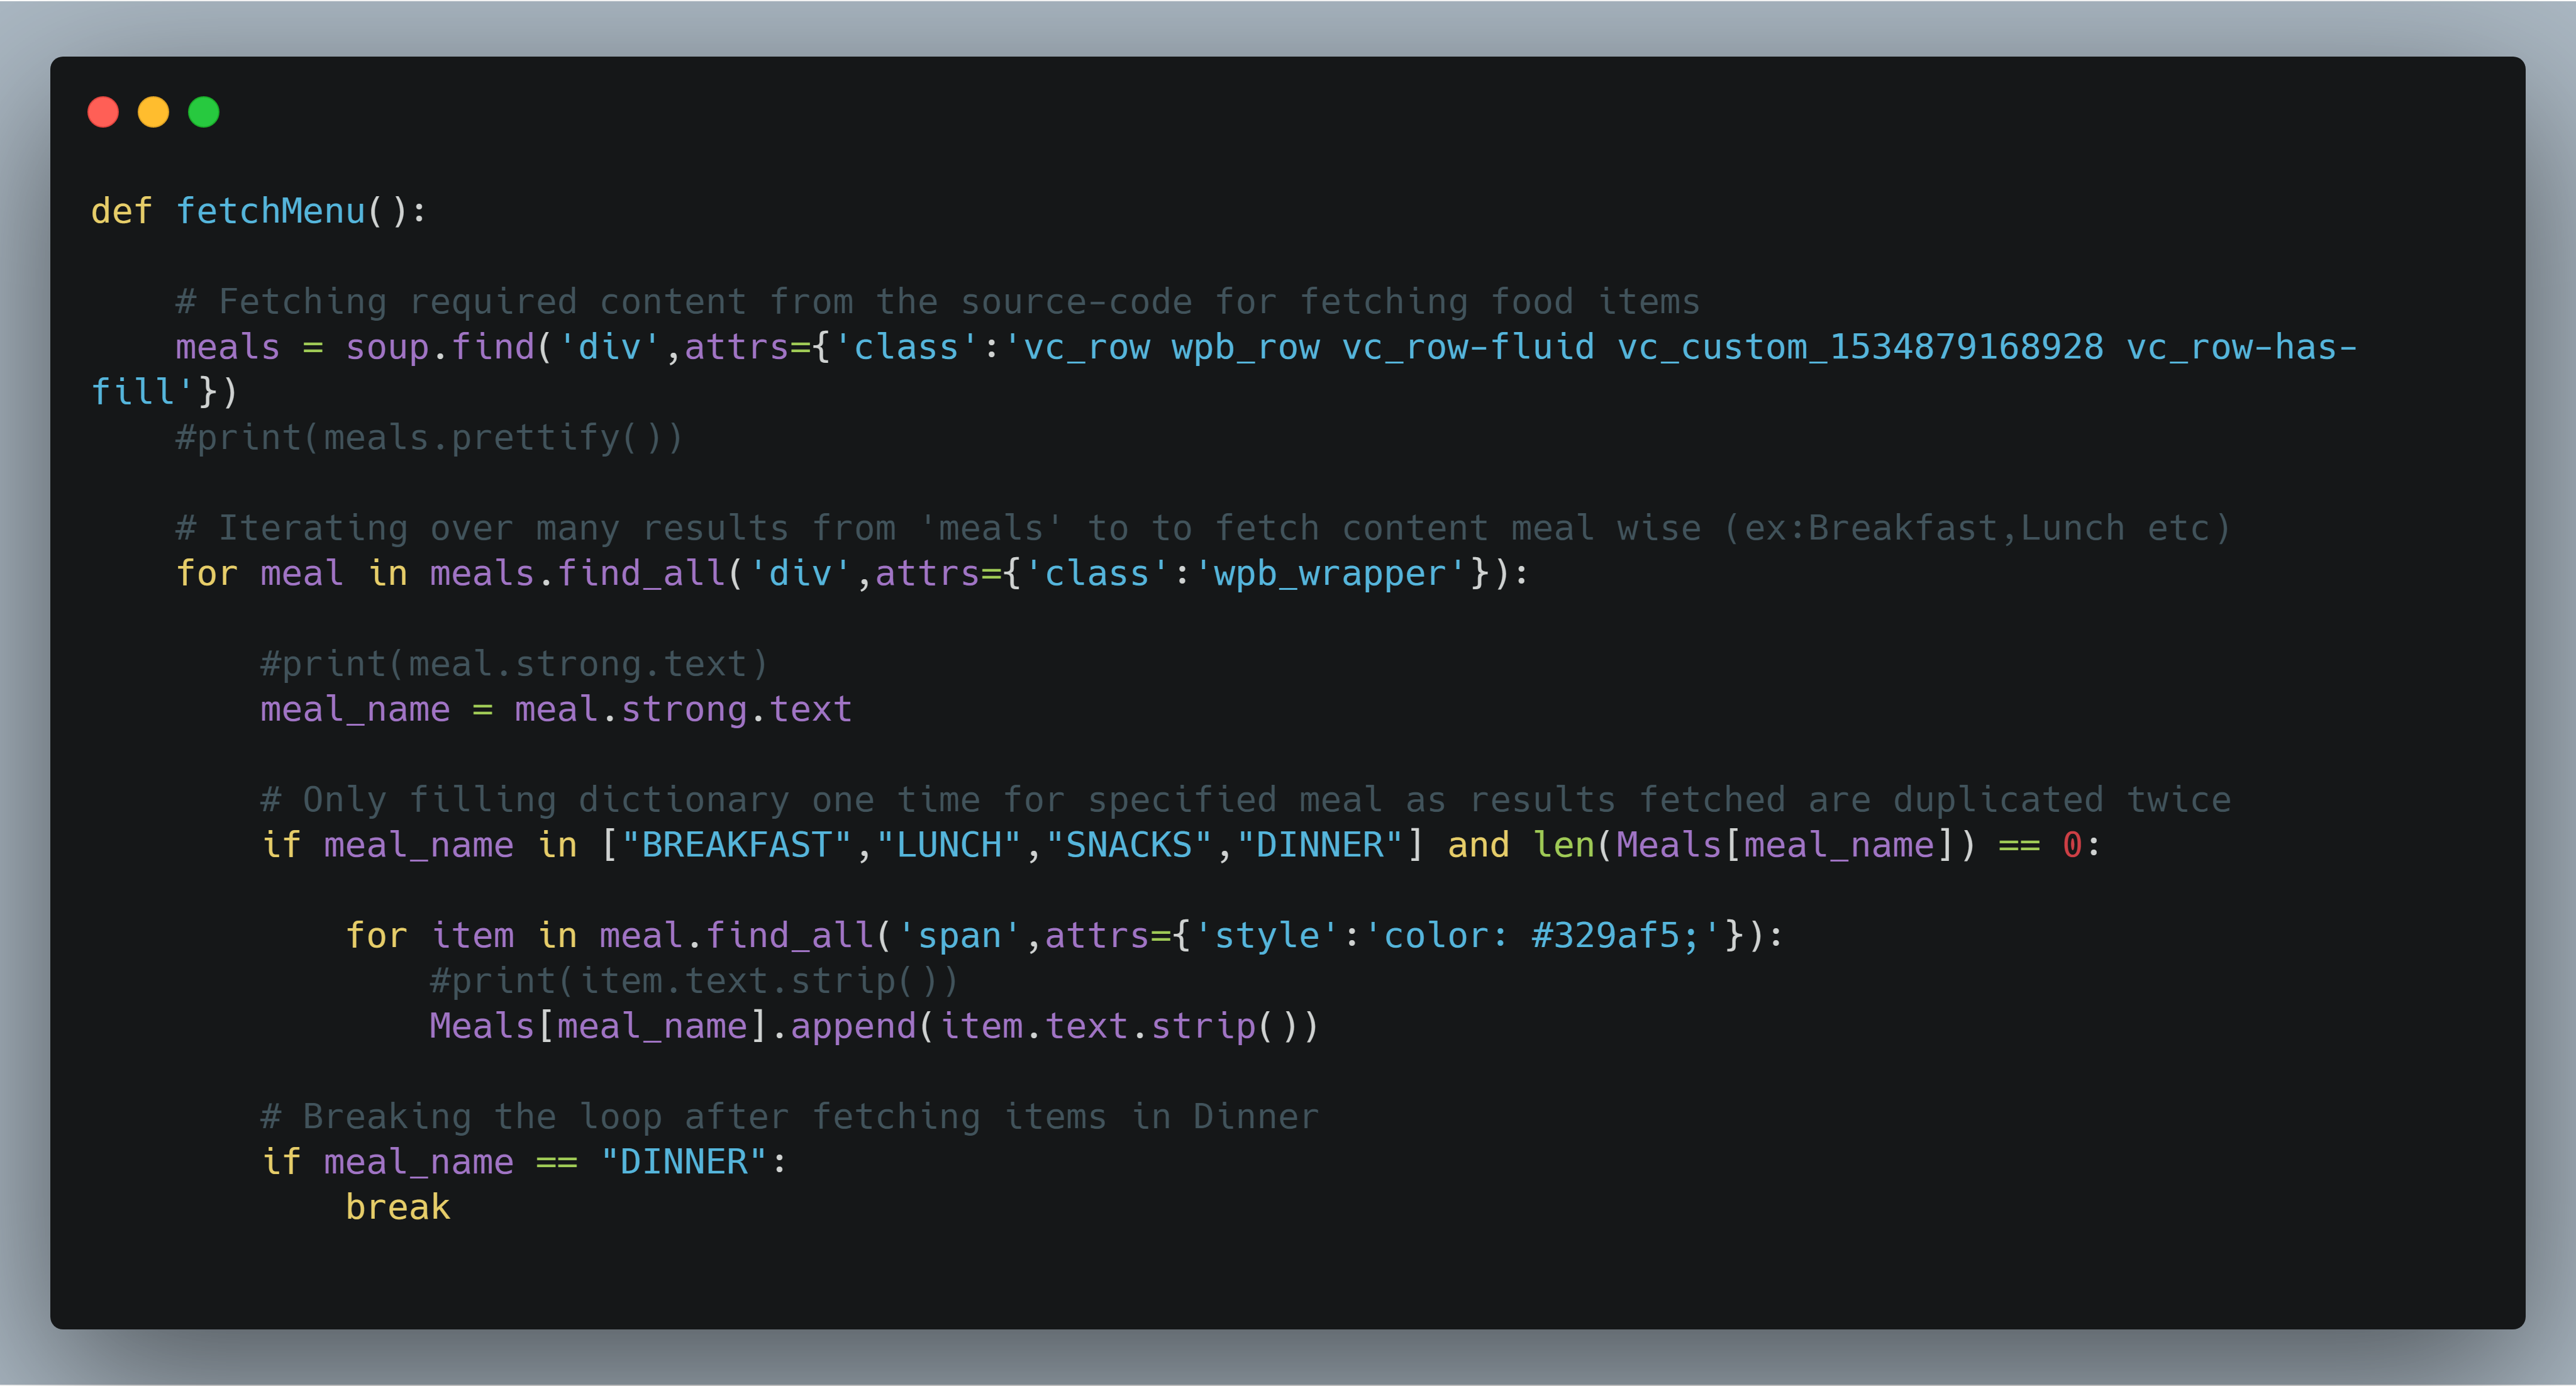 def fetchMenu():
    # Fetching required content from the source-code for fetching food items
    meals = soup.find('div',attrs={'class':'vc_row wpb_row vc_row-fluid vc_custom_1534879168928 vc_row-has-
fill'})
    #print(meals.prettify())
    # Iterating over many results from 'meals' to to fetch content meal wise (ex:Breakfast,Lunch etc)
    for meal in meals.find_all('div',attrs={'class':'wpb_wrapper'}):
        #print(meal.strong.text)
        meal_name = meal.strong.text
        # Only filling dictionary one time for specified meal as results fetched are duplicated twice
        if meal_name in ["BREAKFAST","LUNCH","SNACKS","DINNER"] and len(Meals[meal_name]) == 0:
            for item in meal.find_all('span',attrs={'style':'color: #329af5;'}):
                #print(item.text.strip())
                Meals[meal_name].append(item.text.strip())
        # Breaking the loop after fetching items in Dinner
        if meal_name == "DINNER":
            break